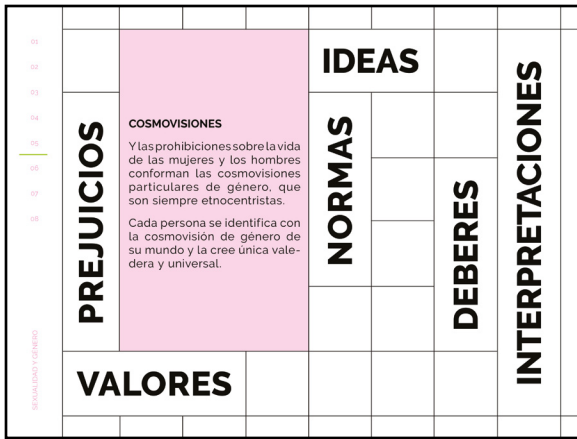 01
02
03
04
05
06
07
08
SEXUALIDAD Y GÉNERO
PREJUICIOS
COSMOVISIONES
Y las prohibiciones sobre la vida
de las mujeres y los hombres
conforman las cosmovisiones
particulares de género, que
son siempre etnocentristas.
Cada persona se identifica con
la cosmovisión de género de
su mundo y la cree única vale-
dera y universal.
IDEAS
NORMAS
DEBERES
INTERPRETACIONES
VALORES